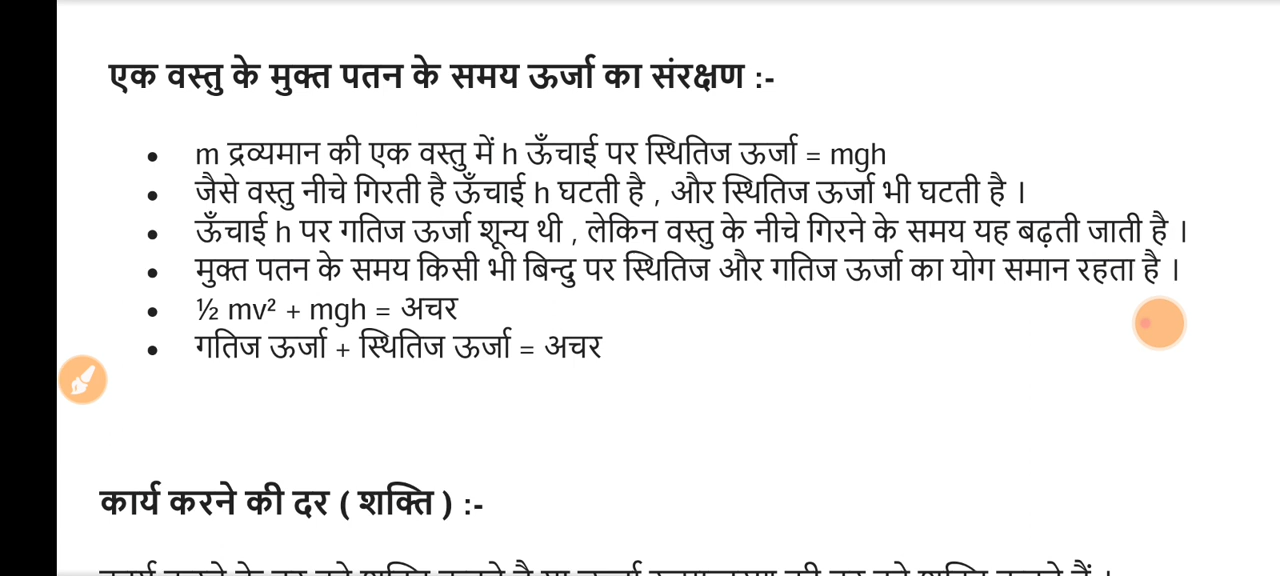 एक वस्तु के मुक्त पतन के समय ऊर्जा का संरक्षण :-
• m द्रव्यमान की एक वस्तु में h ऊँचाई पर स्थितिज ऊर्जा = mgh
• जैसे वस्तु नीचे गिरती है ऊँचाई h घटती है , और स्थितिज ऊर्जा भी घटती है ।
• ऊँचाई h पर गतिज ऊर्जा शून्य थी , लेकिन वस्तु के नीचे गिरने के समय यह बढ़ती जाती है ।
• मुक्त पतन के समय किसी भी बिन्दु पर स्थितिज और गतिज ऊर्जा का योग समान रहता है ।
• ½ mv² + mgh = अचर
• गतिज ऊर्जा + स्थितिज ऊर्जा = अचर
कार्य करने की दर ( शक्ति ) :-